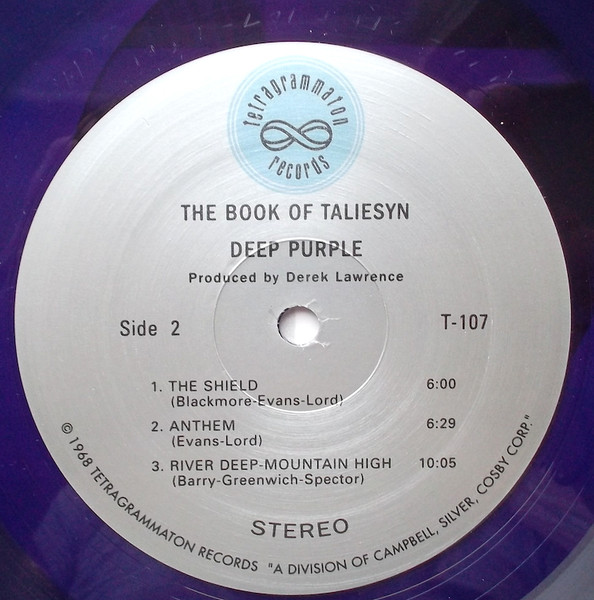 tetragrammaton
records
THE BOOK OF TALIESYN
DEEP PURPLE
Produced by Derek Lawrence
Side 2
T-107
1. THE SHIELD 6:00
(Blackmore-Evans-Lord)
2. ANTHEM 6:29
(Evans-Lord)
3. RIVER DEEP-MOUNTAIN HIGH 10:05
(Barry-Greenwich-Spector)
STEREO
© 1968 TETRAGRAMMATON RECORDS "A DIVISION OF CAMPBELL, SILVER, COSBY CORP."